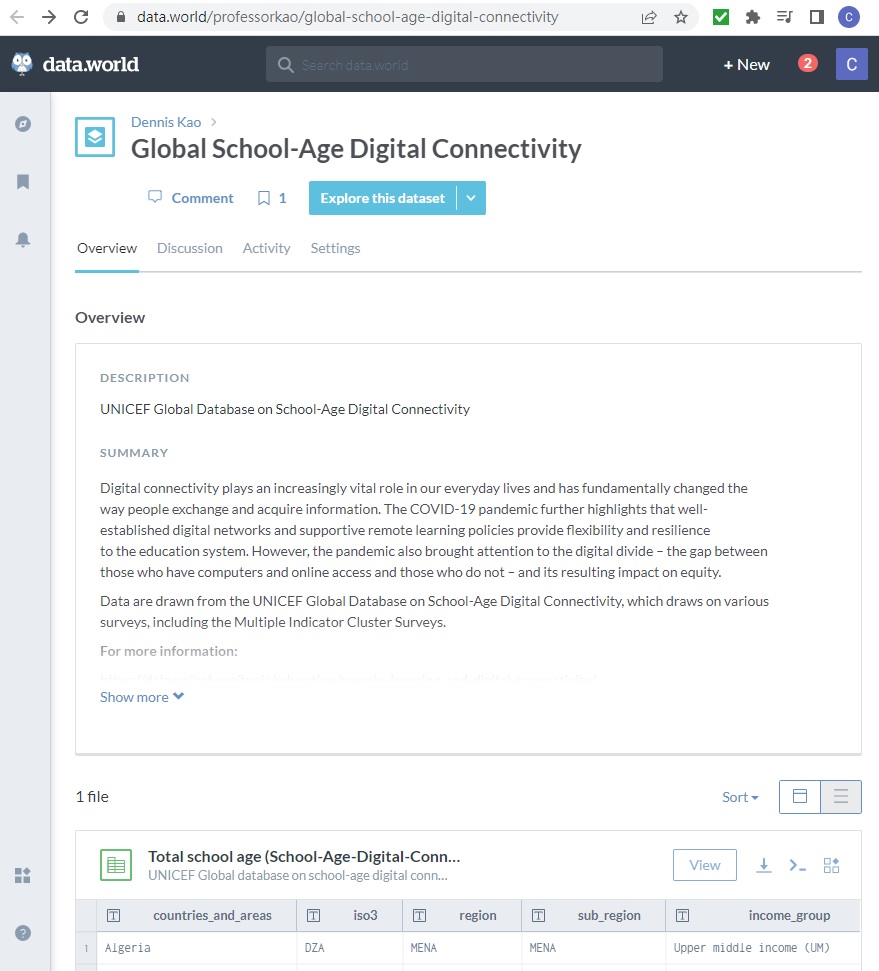 data.world/professorkao/global-school-age-digital-connectivity
C
data.world
Search data.world
+ New
2
C
Dennis Kao >
Global School-Age Digital Connectivity
Comment
1
Explore this dataset
Overview
Discussion
Activity
Settings
Overview
DESCRIPTION
UNICEF Global Database on School-Age Digital Connectivity
SUMMARY
Digital connectivity plays an increasingly vital role in our everyday lives and has fundamentally changed the
way people exchange and acquire information. The COVID-19 pandemic further highlights that well-
established digital networks and supportive remote learning policies provide flexibility and resilience
to the education system. However, the pandemic also brought attention to the digital divide – the gap between
those who have computers and online access and those who do not – and its resulting impact on equity.
Data are drawn from the UNICEF Global Database on School-Age Digital Connectivity, which draws on various
surveys, including the Multiple Indicator Cluster Surveys.
For more information:
Show more
1 file
Sort
Total school age (School-Age-Digital-Conn...
UNICEF Global database on school-age digital conn...
View
T countries_and_areas T iso3 T region T sub_region T income_group
1 Algeria DZA MENA MENA Upper middle income (UM)
?